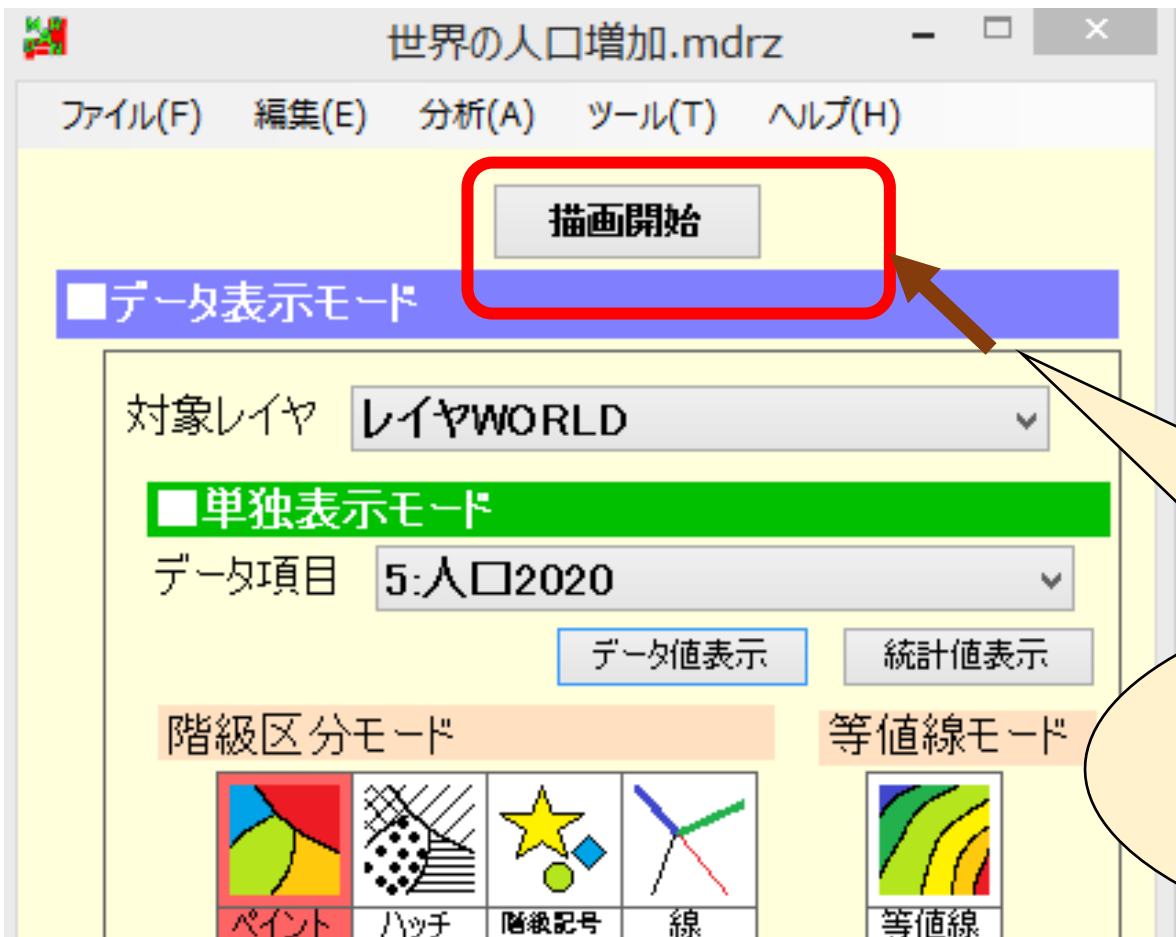 世界の人口増加.mdrz
ファイル(F) 編集(E) 分析(A) ツール(T) ヘルプ(H)
描画開始
■データ表示モード
対象レイヤ レイヤWORLD
■単独表示モード
データ項目 5:人口2020
データ値表示 統計値表示
階級区分モード 等値線モード
ペイント ハッチ 階級記号 線 等値線